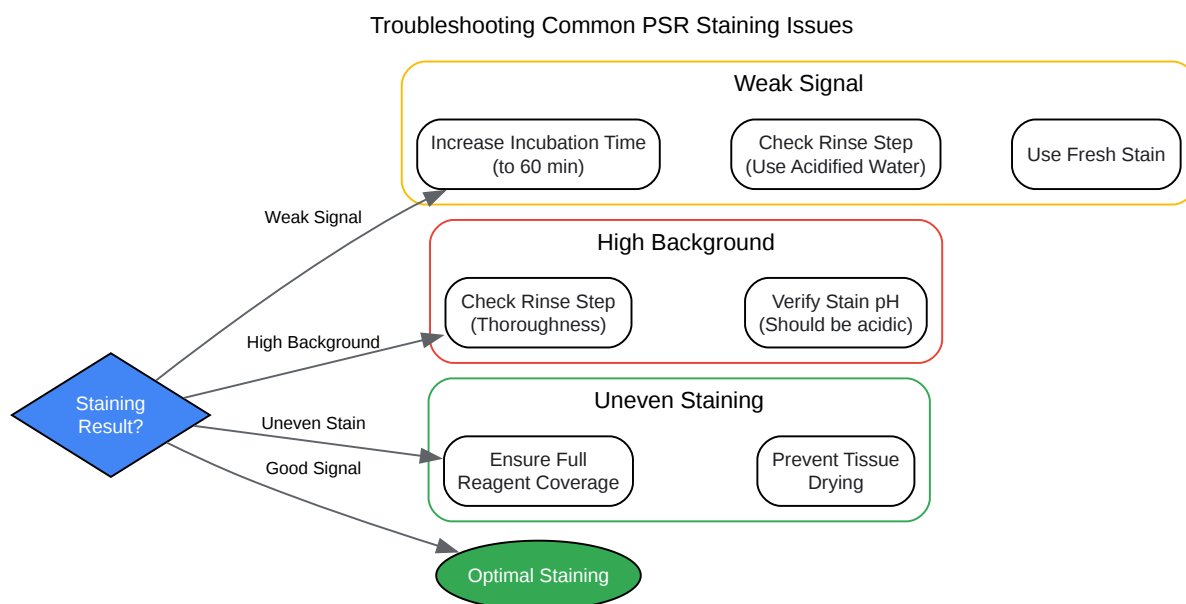 Troubleshooting Common PSR Staining Issues
Weak Signal
Increase Incubation Time
(to 60 min)
Check Rinse Step
(Use Acidified Water)
Use Fresh Stain
Weak Signal
High Background
Check Rinse Step
(Thoroughness)
Verify Stain pH
(Should be acidic)
High Background
Staining
Result?
Uneven Staining
Uneven Stain
Ensure Full
Reagent Coverage
Prevent Tissue
Drying
Good Signal
Optimal Staining